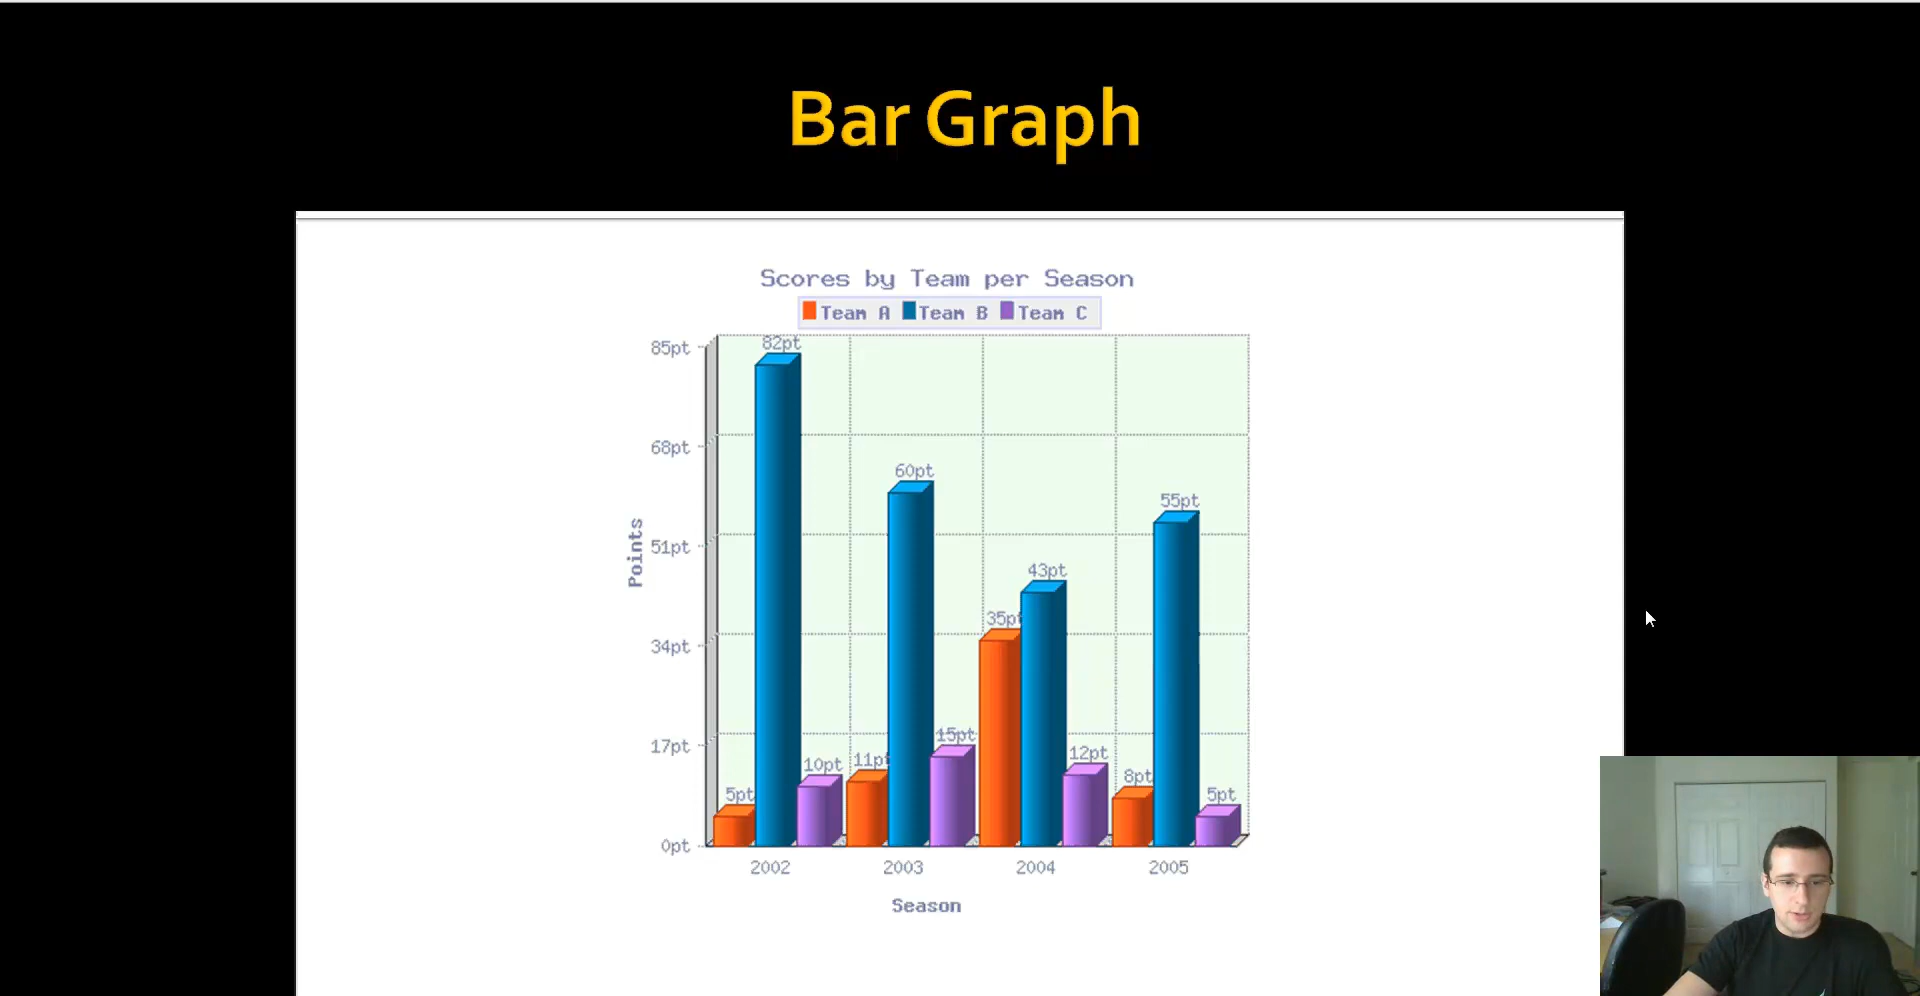 Bar Graph
Scores by Team per Season
Team A Team B Team C
85pt
68pt
51pt
34pt
17pt
0pt
Points
82pt
60pt
55pt
43pt
35pt
15pt
12pt
11pt
10pt
8pt
5pt
5pt
2002 2003 2004 2005
Season